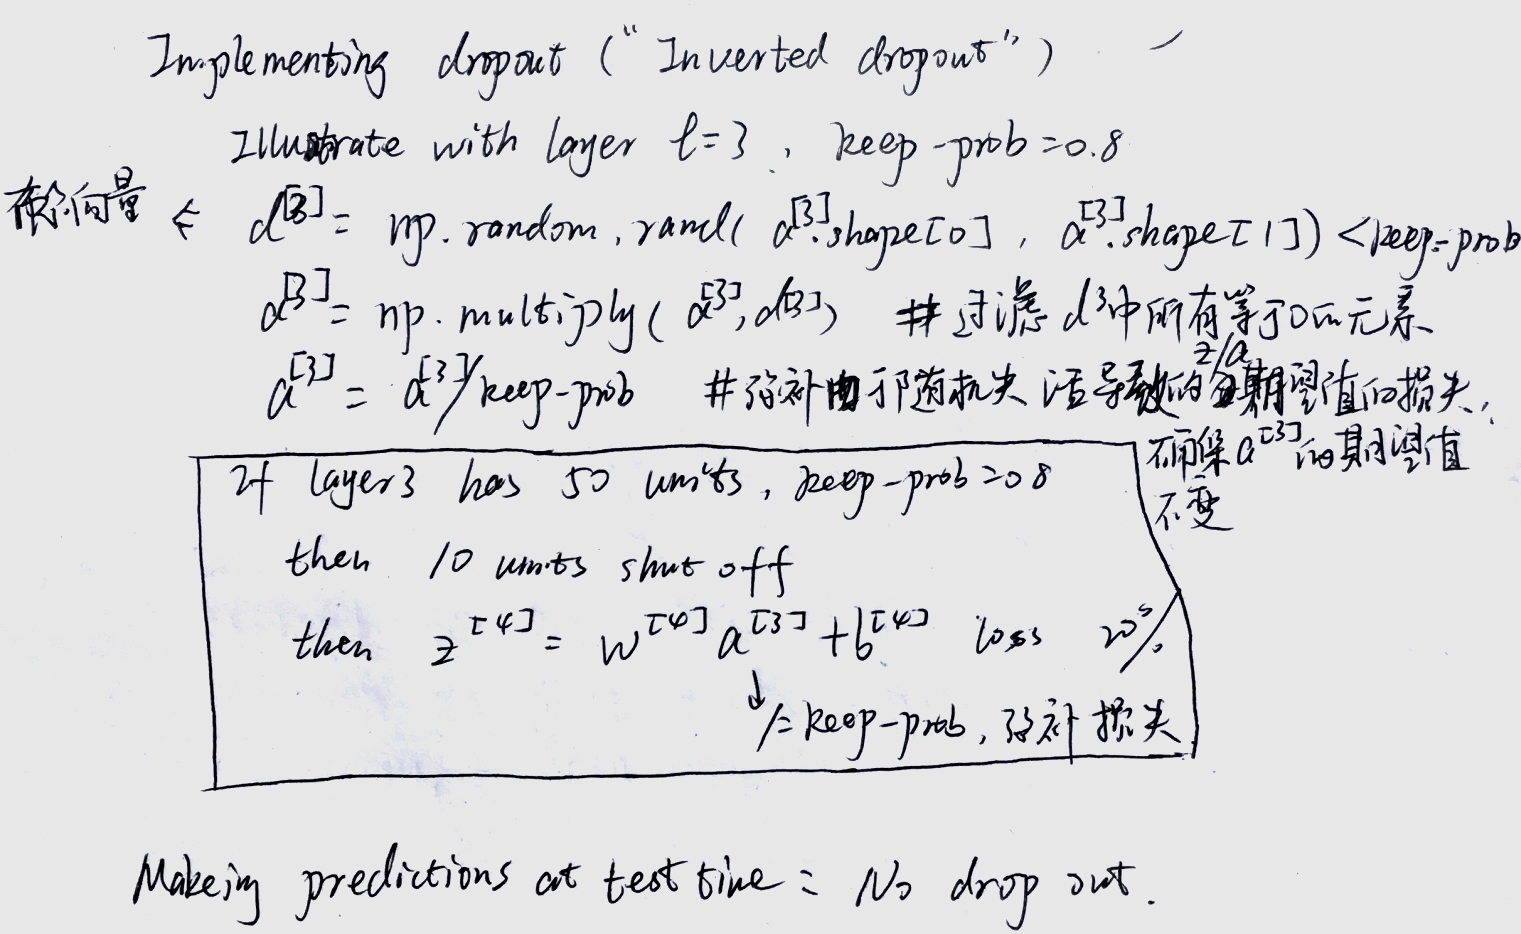 Implementing dropout ("Inverted dropout")
Illustrate with layer l=3, keep-prob=0.8
布尔向量 ⇐ d[3] = np.random.rand(a[3].shape[0], a[3].shape[1]) < keep-prob
a[3] = np.multiply(a[3], d[3]) # 过滤 d3中所有等于0的元素
a[3] = a[3]/keep-prob # 弥补由于随机失活导致的 z/a 期望值的损失,
确保a[3]的期望值
不变
If layer3 has 50 units, keep-prob=0.8
then 10 units shut off
then z[4] = w[4] a[3] + b[4] loss 20%
↓
/= keep-prob, 弥补 损失
Makeing predictions at test time: No drop out.